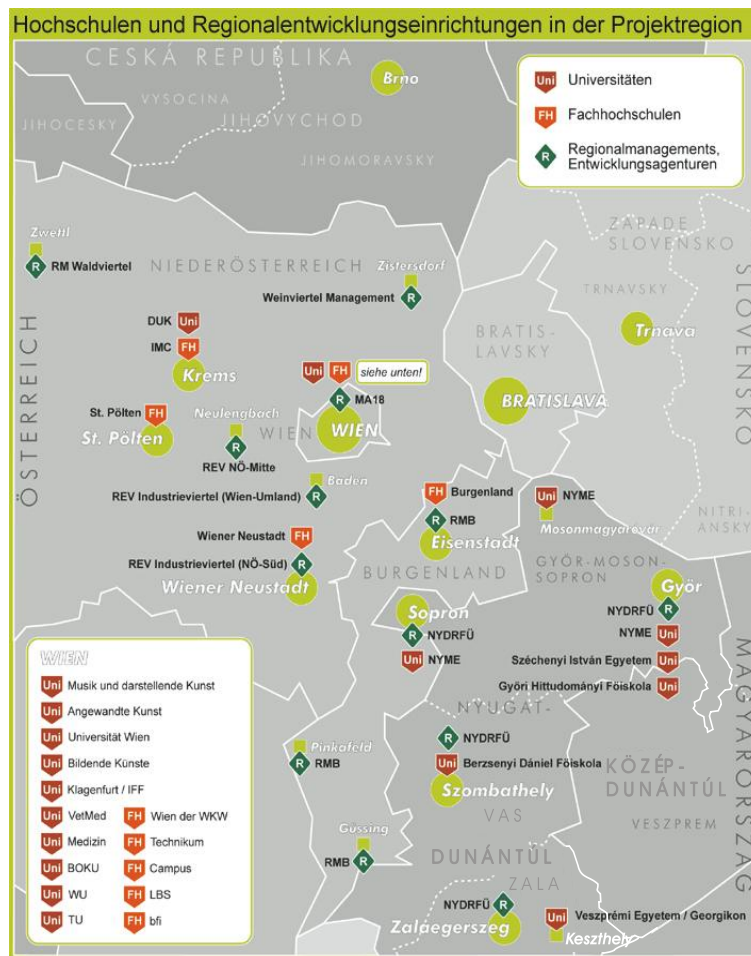 Hochschulen und Regionalentwicklungseinrichtungen in der Projektregion
ČESKÁ REPUBLIKA
Brno
VYSOCINA
JIHOCESKY
JIHOVYCHOD
JIHOMORAVSKY
Uni Universitäten
FH Fachhochschulen
R Regionalmanagements,
Entwicklungsagenturen
ZÁPADE
SLOVENSKO
SLOVENSKO
Zwettl
R RM Waldviertel
NIEDERÖSTERREICH
Zistersdorf
Weinviertel Management R
TRNAVSKY
Trnava
ÖSTERREICH
DUK Uni
IMC FH
Krems
BRATIS-
LAVSKY
BRATISLAVA
Uni FH siehe unten!
R MA18
WIEN
WIEN
St. Pölten FH
St. Pölten
Neulengbach
R
REV NÖ-Mitte
Baden
REV Industrieviertel (Wien-Umland) R
FH Burgenland
R RMB
Eisenstadt
Uni NYME
Mosonmagyaróvár
NITRI-
ANSKY
Wiener Neustadt FH
REV Industrieviertel (NÖ-Süd) R
Wiener Neustadt
BURGENLAND
GYÖR-MOSON-
SOPRON
Györ
NYDRFÜ R
NYME Uni
Széchenyi István Egyetem Uni
Györi Hittudományi Föiskola Uni
Sopron
R NYDRFÜ
Uni NYME
MAGYARORSZÁG
NYUGAT-
R NYDRFÜ
Uni Berzsenyi Dániel Föiskola
Szombathely
VAS
KÖZÉP-
DUNÁNTÚL
VESZPREM
Pinkafeld
R RMB
Güssing
RMB R
DUNÁNTÚL
ZALA
NYDRFÜ R
Zalaegerszeg
Uni Veszprémi Egyetem / Georgikon
Keszthely
WIEN
Uni Musik und darstellende Kunst
Uni Angewandte Kunst
Uni Universität Wien
Uni Bildende Künste
Uni Klagenfurt / IFF
Uni VetMed FH Wien der WKW
Uni Medizin FH Technikum
Uni BOKU FH Campus
Uni WU FH LBS
Uni TU FH bfi